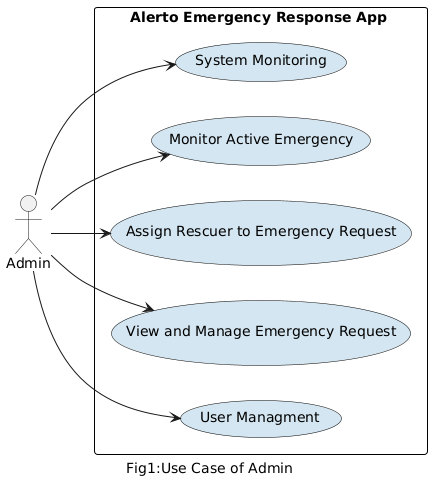 Alerto Emergency Response App
System Monitoring
Monitor Active Emergency
Assign Rescuer to Emergency Request
Admin
View and Manage Emergency Request
User Managment
Fig1:Use Case of Admin